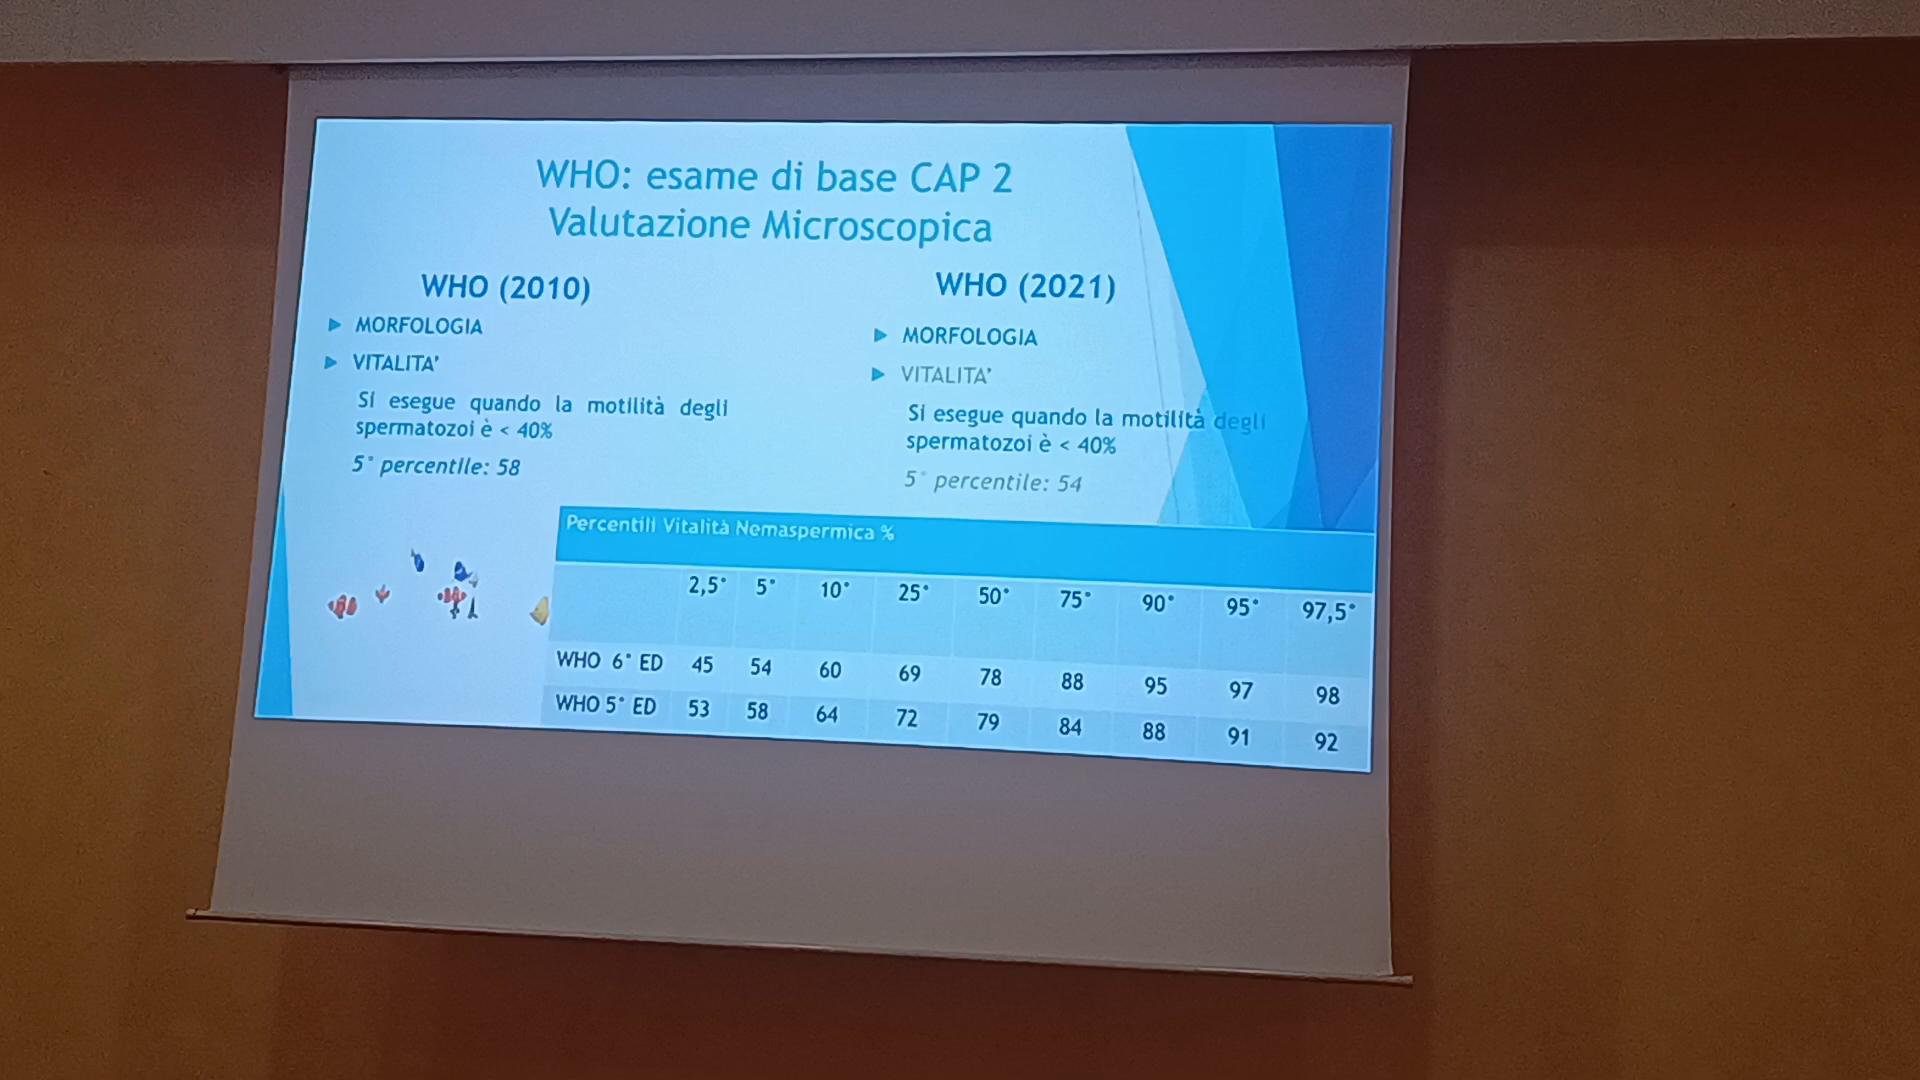 WHO: esame di base CAP 2
Valutazione Microscopica
WHO (2010)
MORFOLOGIA
VITALITA'
Si esegue quando la motilità degli
spermatozoi è < 40%
5° percentile: 58
WHO (2021)
MORFOLOGIA
VITALITA'
Si esegue quando la motilità degli
spermatozoi è < 40%
5° percentile: 54
Percentili Vitalità Nemaspermica %
2,5° 5° 10° 25° 50° 75° 90° 95° 97,5°
WHO 6° ED 45 54 60 69 78 88 95 97 98
WHO 5° ED 53 58 64 72 79 84 88 91 92